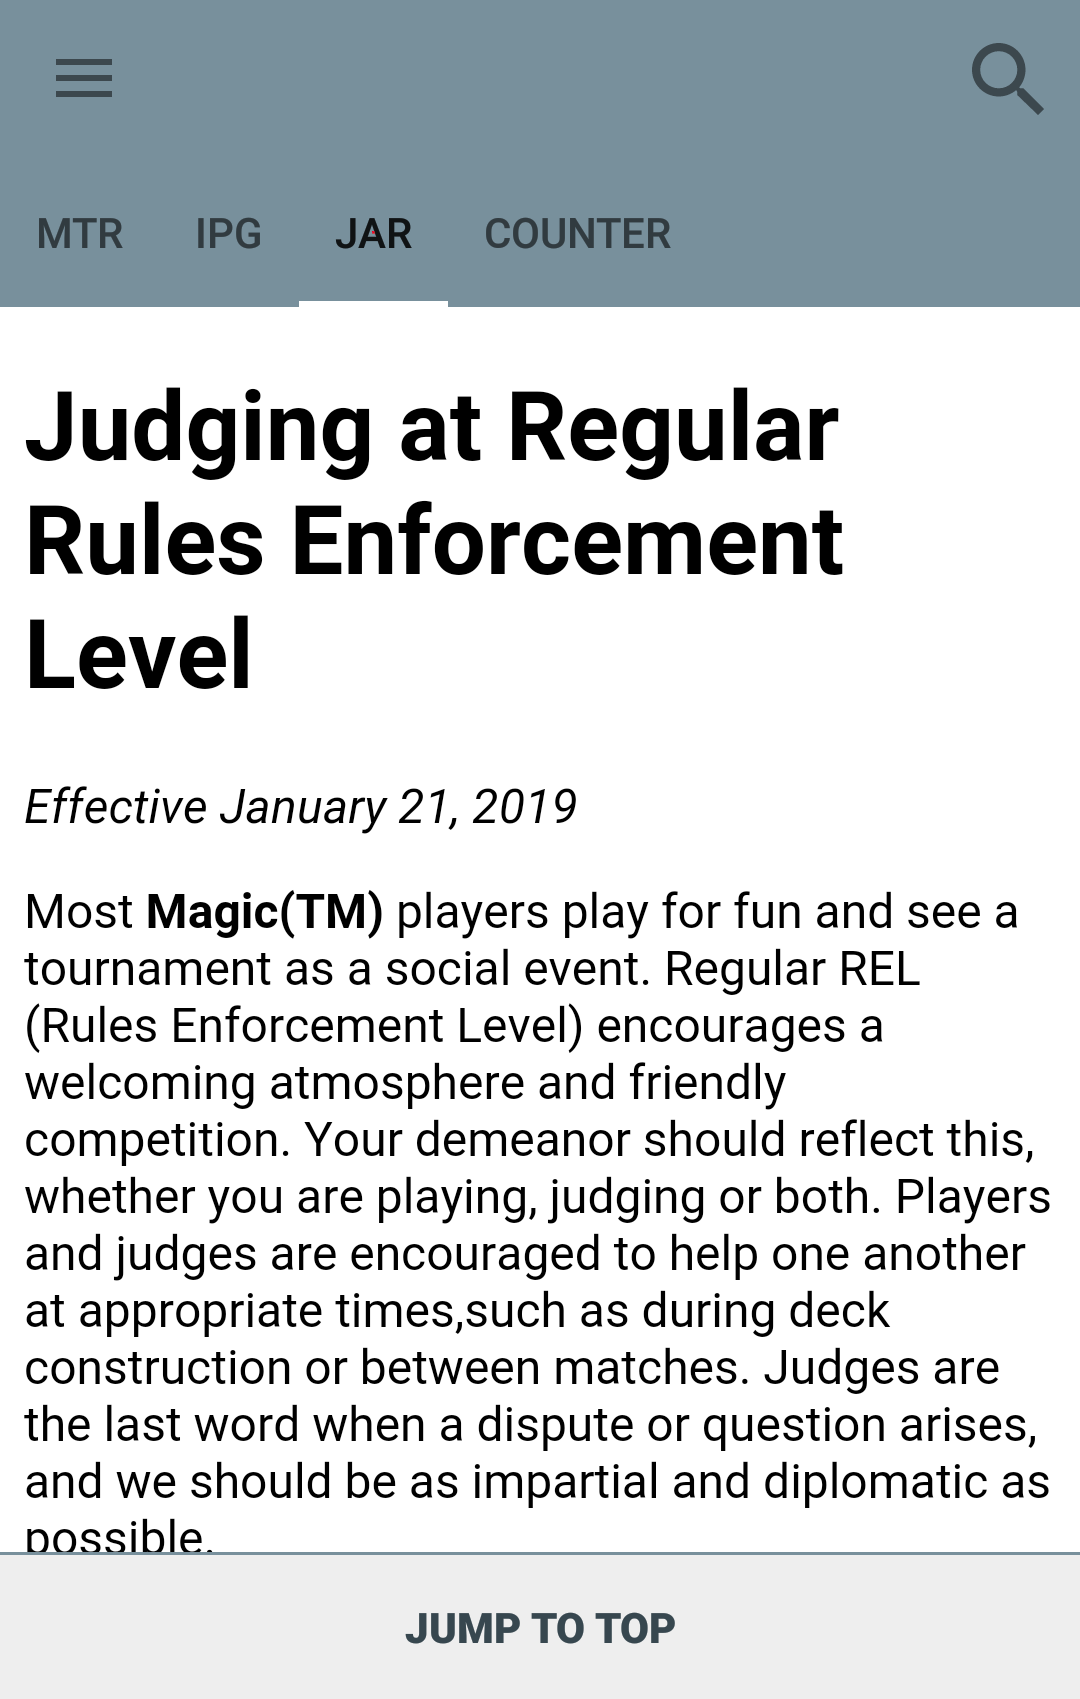 MTR IPG JAR COUNTER
Judging at Regular
Rules Enforcement
Level
Effective January 21, 2019
Most Magic(TM) players play for fun and see a
tournament as a social event. Regular REL
(Rules Enforcement Level) encourages a
welcoming atmosphere and friendly
competition. Your demeanor should reflect this,
whether you are playing, judging or both. Players
and judges are encouraged to help one another
at appropriate times,such as during deck
construction or between matches. Judges are
the last word when a dispute or question arises,
and we should be as impartial and diplomatic as
possible.
JUMP TO TOP